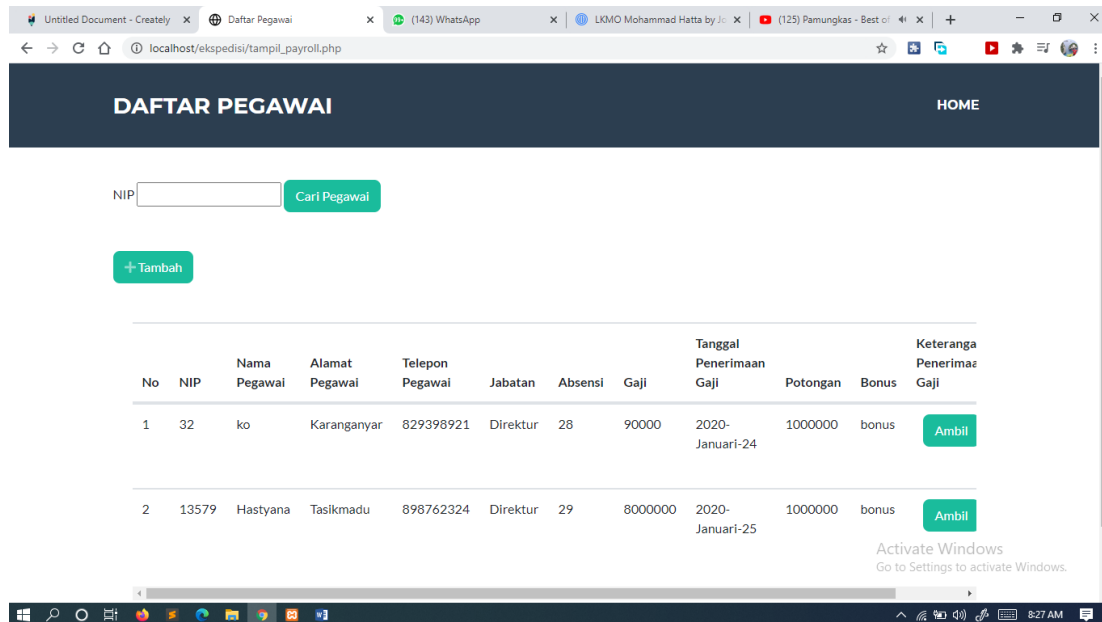 Untitled Document - Creately
Daftar Pegawai
(143) WhatsApp
LKMO Mohammad Hatta by Jo
(125) Pamungkas - Best of
localhost/ekspedisi/tampil_payroll.php
DAFTAR PEGAWAI
HOME
NIP
Cari Pegawai
+Tambah
No NIP Nama Pegawai Alamat Pegawai Telepon Pegawai Jabatan Absensi Gaji Tanggal Penerimaan Gaji Potongan Bonus Keteranga Penerimaa Gaji
1 32 ko Karanganyar 829398921 Direktur 28 90000 2020-Januari-24 1000000 bonus Ambil
2 13579 Hastyana Tasikmadu 898762324 Direktur 29 8000000 2020-Januari-25 1000000 bonus Ambil
Activate Windows
Go to Settings to activate Windows.
8:27 AM